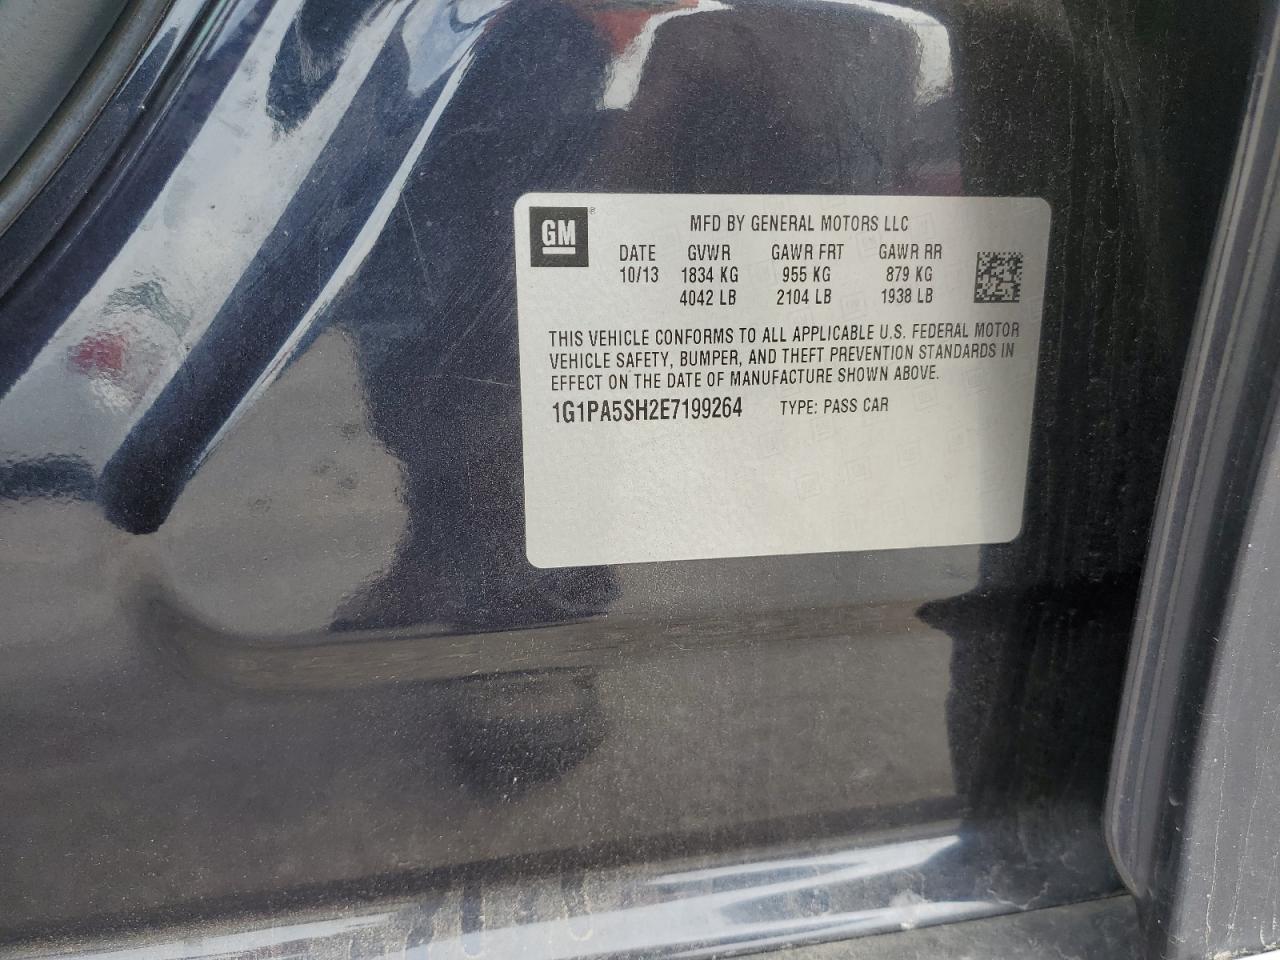 GM®
MFD BY GENERAL MOTORS LLC
DATE GVWR GAWR FRT GAWR RR
10/13 1834 KG 955 KG 879 KG
4042 LB 2104 LB 1938 LB
THIS VEHICLE CONFORMS TO ALL APPLICABLE U.S. FEDERAL MOTOR
VEHICLE SAFETY, BUMPER, AND THEFT PREVENTION STANDARDS IN
EFFECT ON THE DATE OF MANUFACTURE SHOWN ABOVE.
1G1PA5SH2E7199264 TYPE: PASS CAR